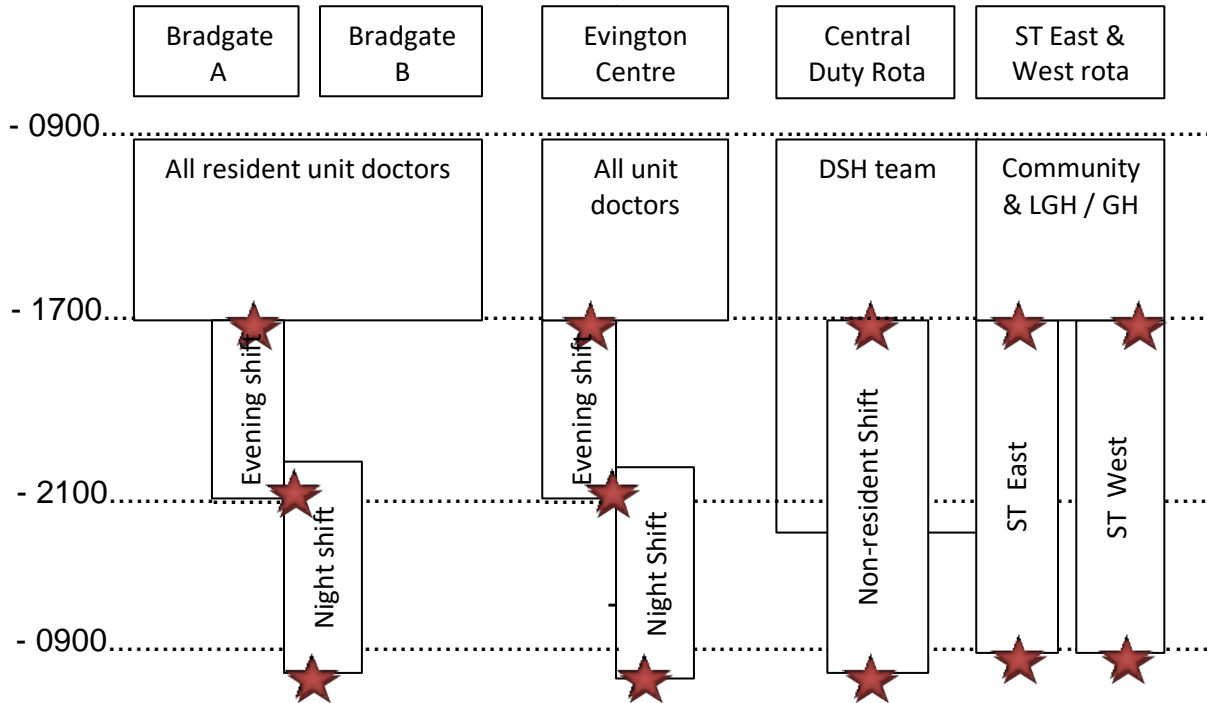 Bradgate
A
Bradgate
B
Evington
Centre
Central
Duty Rota
ST East &
West rota
- 0900
All resident unit doctors
All unit
doctors
DSH team
Community
& LGH / GH
- 1700
Evening shift
Evening shift
Non-resident Shift
ST East
ST West
- 2100
Night shift
Night Shift
- 0900